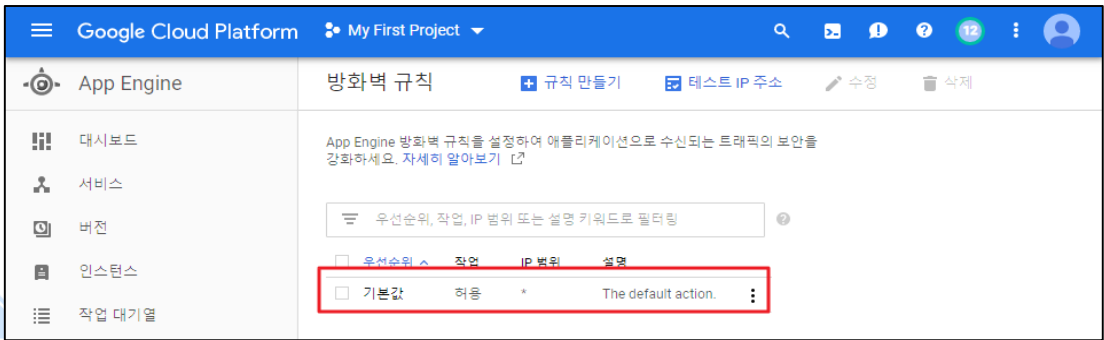 Google Cloud Platform My First Project 12
App Engine 방화벽 규칙 규칙 만들기 테스트 IP 주소 수정 삭제
대시보드
서비스
버전
인스턴스
작업 대기열
App Engine 방화벽 규칙을 설정하여 애플리케이션으로 수신되는 트래픽의 보안을
강화하세요. 자세히 알아보기
우선순위, 작업, IP 범위 또는 설명 키워드로 필터링
우선순위 작업 IP 범위 설명
기본값 허용 * The default action.